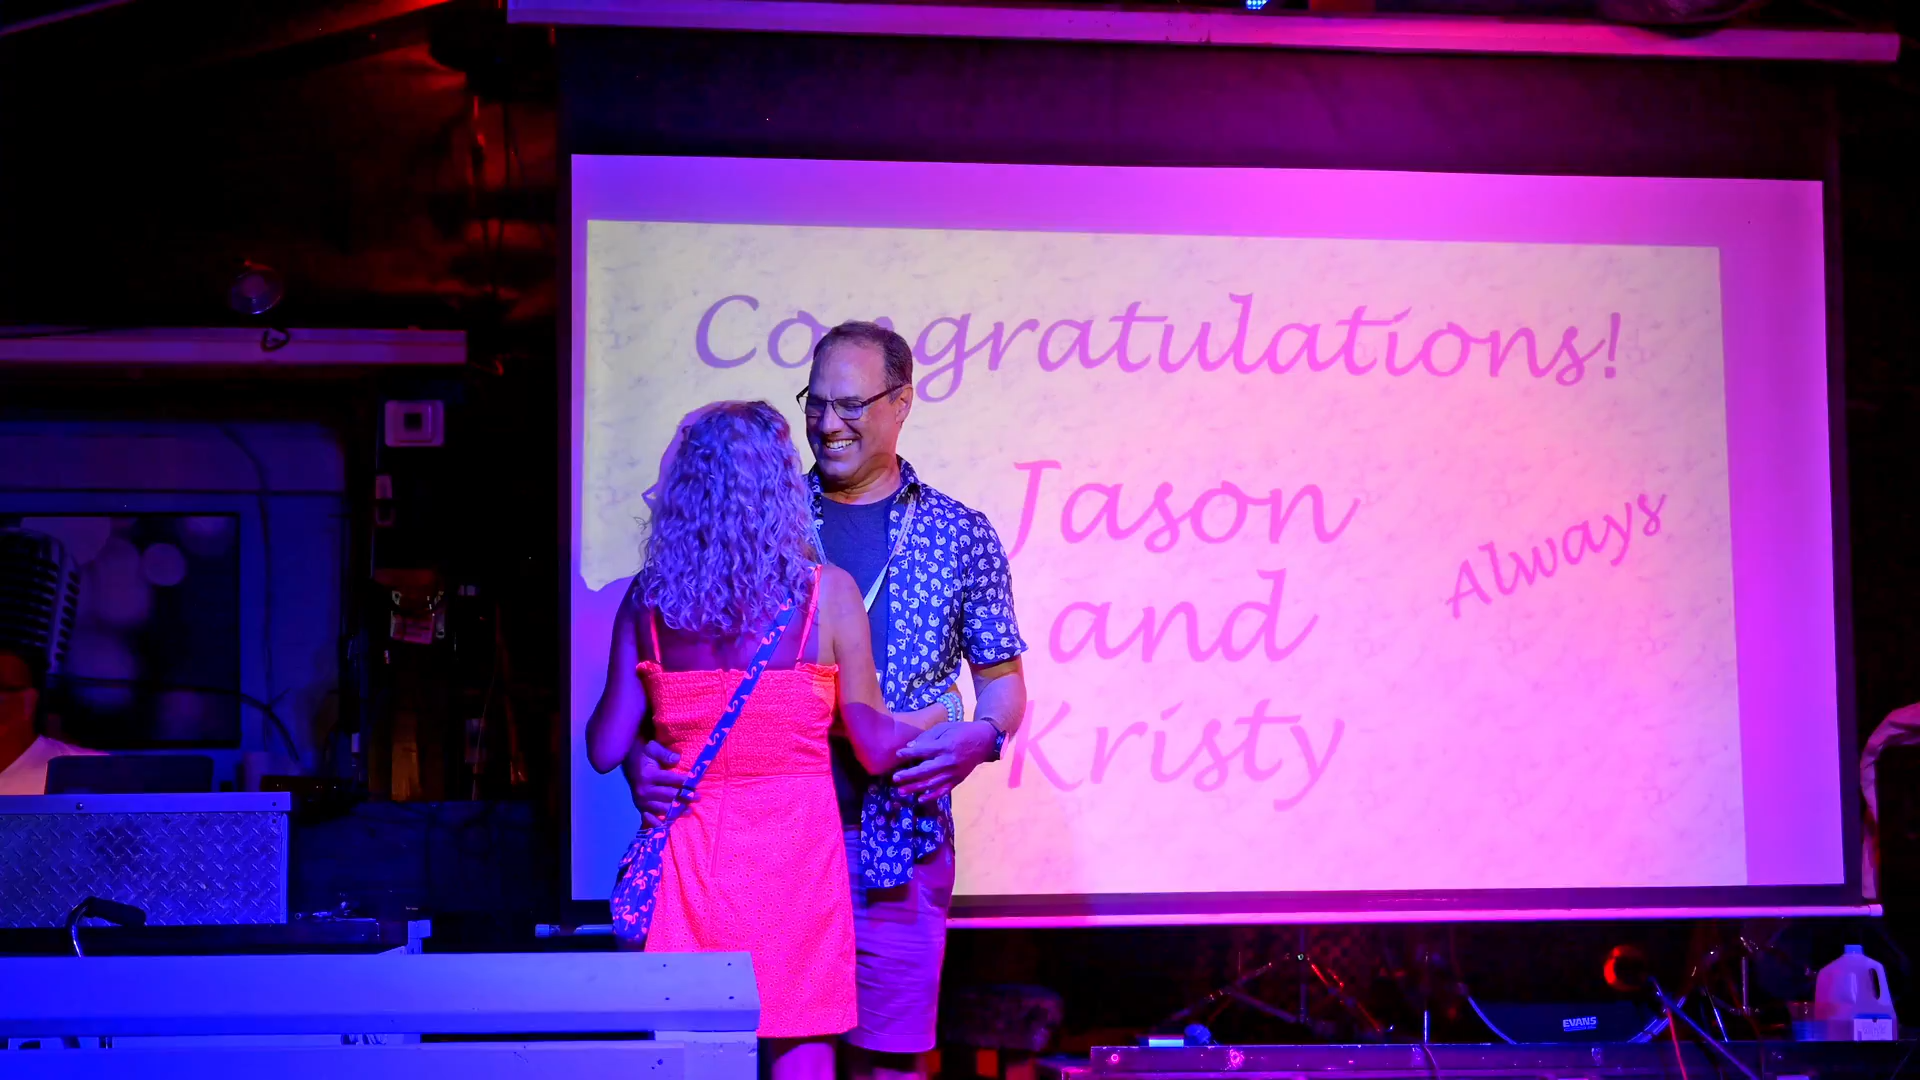 Congratulations!
Jason
and
Kristy
Always
EVANS